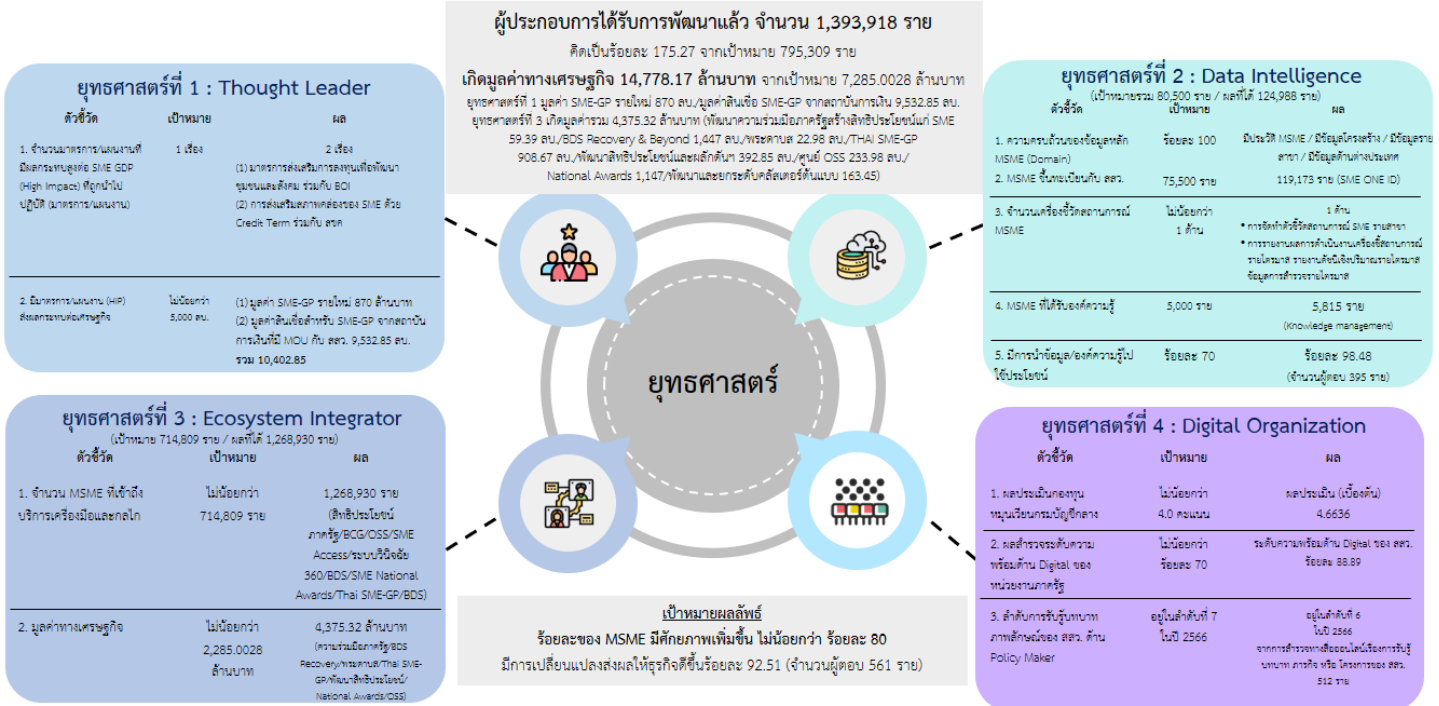 ผู้ประกอบการได้รับการพัฒนาแล้ว จำนวน 1,393,918 ราย
คิดเป็นร้อยละ 175.27 จากเป้าหมาย 795,309 ราย
เกิดมูลค่าทางเศรษฐกิจ 14,778.17 ล้านบาท จากเป้าหมาย 7,285.0028 ล้านบาท
ยุทธศาสตร์ที่ 1 มูลค่า SME-GP รายใหม่ 870 ลบ./มูลค่าสินเชื่อ SME-GP จากสถาบันการเงิน 9,532.85 ลบ.
ยุทธศาสตร์ที่ 3 เกิดมูลค่ารวม 4,375.32 ล้านบาท (พัฒนาความร่วมมือภาครัฐสร้างสิทธิประโยชน์แก่ SME
59.39 ลบ./BDS Recovery & Beyond 1,447 ลบ./พระดาบส 22.98 ลบ./THAI SME-GP
908.67 ลบ./พัฒนาสิทธิประโยชน์และผลักดันฯ 392.85 ลบ./ศูนย์ OSS 233.98 ลบ./
National Awards 1,147/พัฒนาและยกระดับคลัสเตอร์ต้นแบบ 163.45)
ยุทธศาสตร์ที่ 1 : Thought Leader
ตัวชี้วัด เป้าหมาย ผล
1. จำนวนมาตรการ/แผนงานที่ 1 เรื่อง 2 เรื่อง
มีผลกระทบสูงต่อ SME GDP (1) มาตรการส่งเสริมการลงทุนเพื่อพัฒนา
(High Impact) ที่ถูกนำไป ชุมชนและสังคม ร่วมกับ BOI
ปฏิบัติ (มาตรการ/แผนงาน) (2) การส่งเสริมสภาพคล่องของ SME ด้วย
Credit Term ร่วมกับ สขค
2. มีมาตรการ/แผนงาน (HIP) ไม่น้อยกว่า (1) มูลค่า SME-GP รายใหม่ 870 ล้านบาท
ส่งผลกระทบต่อเศรษฐกิจ 5,000 ลบ. (2) มูลค่าสินเชื่อสำหรับ SME-GP จากสถาบัน
การเงินที่มี MOU กับ สสว. 9,532.85 ลบ.
รวม 10,402.85
ยุทธศาสตร์ที่ 2 : Data Intelligence
(เป้าหมายรวม 80,500 ราย / ผลที่ได้ 124,988 ราย)
ตัวชี้วัด เป้าหมาย ผล
1. ความครบถ้วนของข้อมูลหลัก ร้อยละ 100 มีประวัติ MSME / มีข้อมูลโครงสร้าง / มีข้อมูลราย
MSME (Domain) สาขา / มีข้อมูลด้านต่างประเทศ
2. MSME ขึ้นทะเบียนกับ สสว. 75,500 ราย 119,173 ราย (SME ONE ID)
3. จำนวนเครื่องชี้วัดสถานการณ์ ไม่น้อยกว่า 1 ด้าน
MSME 1 ด้าน • การจัดทำตัวชี้วัดสถานการณ์ SME รายสาขา
• การรายงานผลการดำเนินงานเครื่องชี้สถานการณ์
รายไตรมาส รายงานดัชนีเชิงปริมาณรายไตรมาส
ข้อมูลการสำรวจรายไตรมาส
4. MSME ที่ได้รับองค์ความรู้ 5,000 ราย 5,815 ราย
(Knowledge management)
5. มีการนำข้อมูล/องค์ความรู้ไป ร้อยละ 70 ร้อยละ 98.48
ใช้ประโยชน์ (จำนวนผู้ตอบ 395 ราย)
ยุทธศาสตร์
ยุทธศาสตร์ที่ 3 : Ecosystem Integrator
(เป้าหมาย 714,809 ราย / ผลที่ได้ 1,268,930 ราย)
ตัวชี้วัด เป้าหมาย ผล
1. จำนวน MSME ที่เข้าถึง ไม่น้อยกว่า 1,268,930 ราย
บริการเครื่องมือและกลไก 714,809 ราย (สิทธิประโยชน์
ภาครัฐ/BCG/OSS/SME
Access/ระบบวินิจฉัย
360/BDS/SME National
Awards/Thai SME-GP/BDS)
2. มูลค่าทางเศรษฐกิจ ไม่น้อยกว่า 4,375.32 ล้านบาท
2,285.0028 (ความร่วมมือภาครัฐ/BDS
ล้านบาท Recovery/พระดาบส/Thai SME-
GP/พัฒนาสิทธิประโยชน์/
National Awards/OSS)
ยุทธศาสตร์ที่ 4 : Digital Organization
ตัวชี้วัด เป้าหมาย ผล
1. ผลประเมินกองทุน ไม่น้อยกว่า ผลประเมิน (เบื้องต้น)
หมุนเวียนกรมบัญชีกลาง 4.0 คะแนน 4.6636
2. ผลสำรวจระดับความ ไม่น้อยกว่า ระดับความพร้อมด้าน Digital ของ สสว.
พร้อมด้าน Digital ของ ร้อยละ 70 ร้อยละ 88.89
หน่วยงานภาครัฐ
3. ลำดับการรับรู้บทบาท อยู่ในลำดับที่ 7 อยู่ในลำดับที่ 6
ภาพลักษณ์ของ สสว. ด้าน ในปี 2566 ในปี 2566
Policy Maker จากการสำรวจทางสื่อออนไลน์เรื่องการรับรู้
บทบาท ภารกิจ หรือ โครงการของ สสว.
512 ราย
เป้าหมายผลลัพธ์
ร้อยละของ MSME มีศักยภาพเพิ่มขึ้น ไม่น้อยกว่า ร้อยละ 80
มีการเปลี่ยนแปลงส่งผลให้ธุรกิจดีขึ้นร้อยละ 92.51 (จำนวนผู้ตอบ 561 ราย)